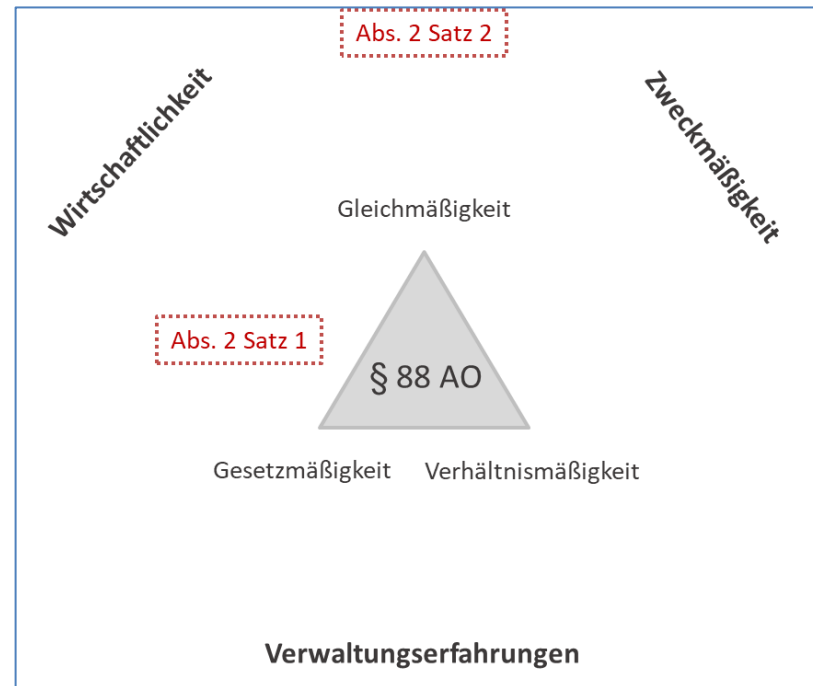 Abs. 2 Satz 2
Wirtschaftlichkeit
Zweckmäßigkeit
Gleichmäßigkeit
Abs. 2 Satz 1
§ 88 AO
Gesetzmäßigkeit
Verhältnismäßigkeit
Verwaltungserfahrungen